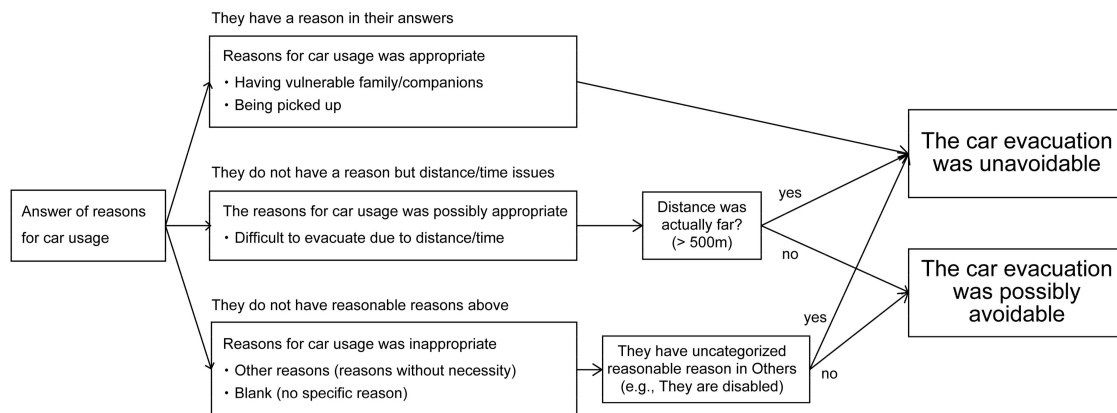 They have a reason in their answers
Reasons for car usage was appropriate
・Having vulnerable family/companions
・Being picked up
The car evacuation
was unavoidable
They do not have a reason but distance/time issues
Answer of reasons
for car usage
The reasons for car usage was possibly appropriate
・Difficult to evacuate due to distance/time
Distance was
actually far?
(> 500m)
yes
no
The car evacuation
was possibly
avoidable
They do not have reasonable reasons above
Reasons for car usage was inappropriate
・Other reasons (reasons without necessity)
・Blank (no specific reason)
They have uncategorized
reasonable reason in Others
(e.g., They are disabled)
yes
no